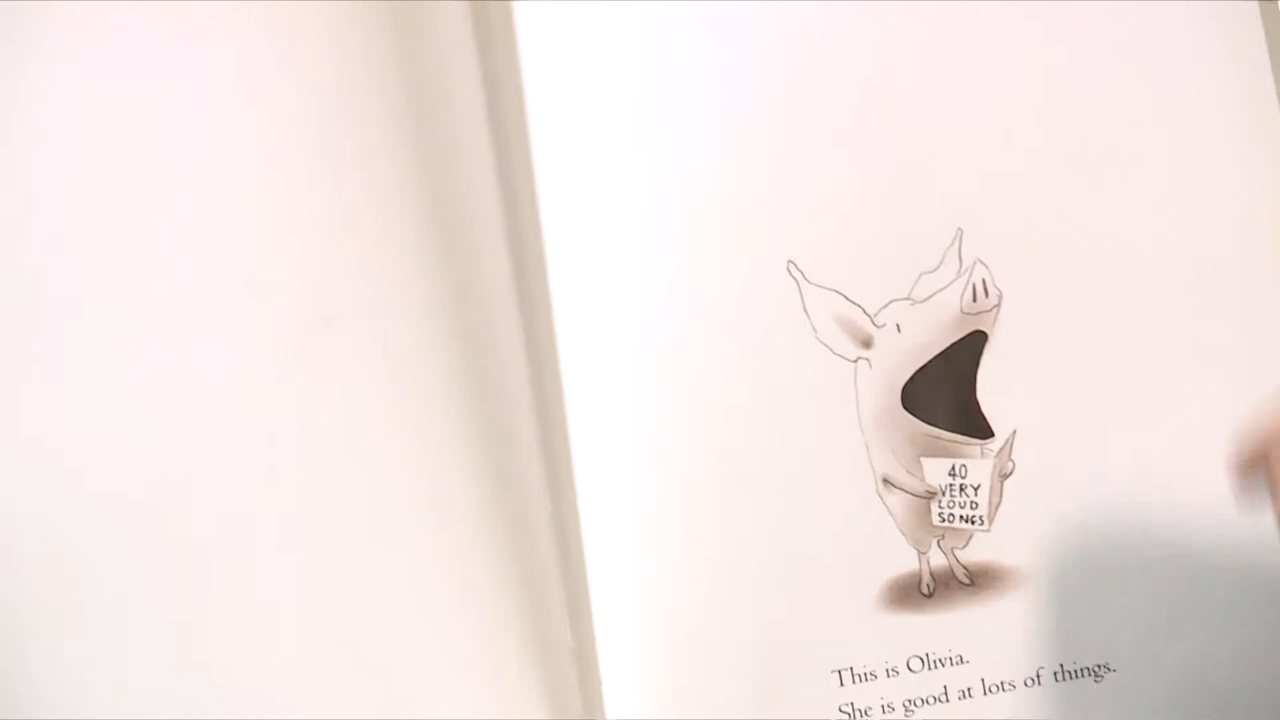 40
VERY
LOUD
SONGS
This is Olivia.
She is good at lots of things.